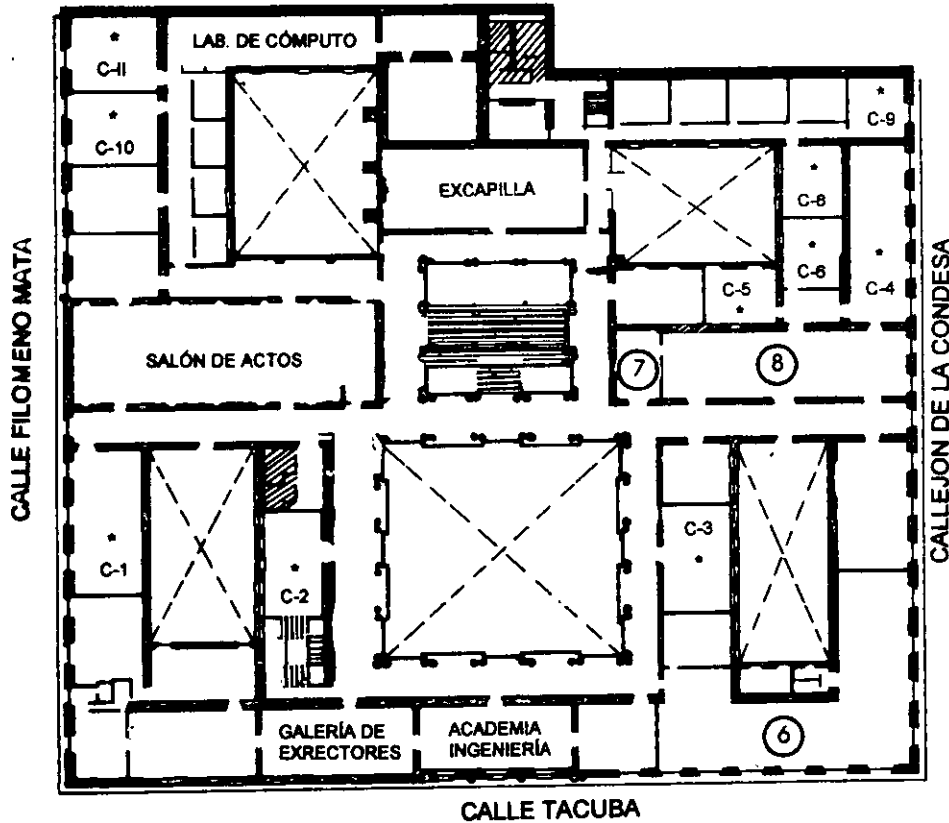 LAB. DE CÓMPUTO
* C-II
* C-10
* C-9
EXCAPILLA
* C-8
* C-6
* C-4
C-5 *
CALLE FILOMENO MATA
SALÓN DE ACTOS
7
8
CALLEJON DE LA CONDESA
* C-1
* C-2
C-3 *
GALERÍA DE
EXRECTORES
ACADEMIA
INGENIERÍA
6
CALLE TACUBA